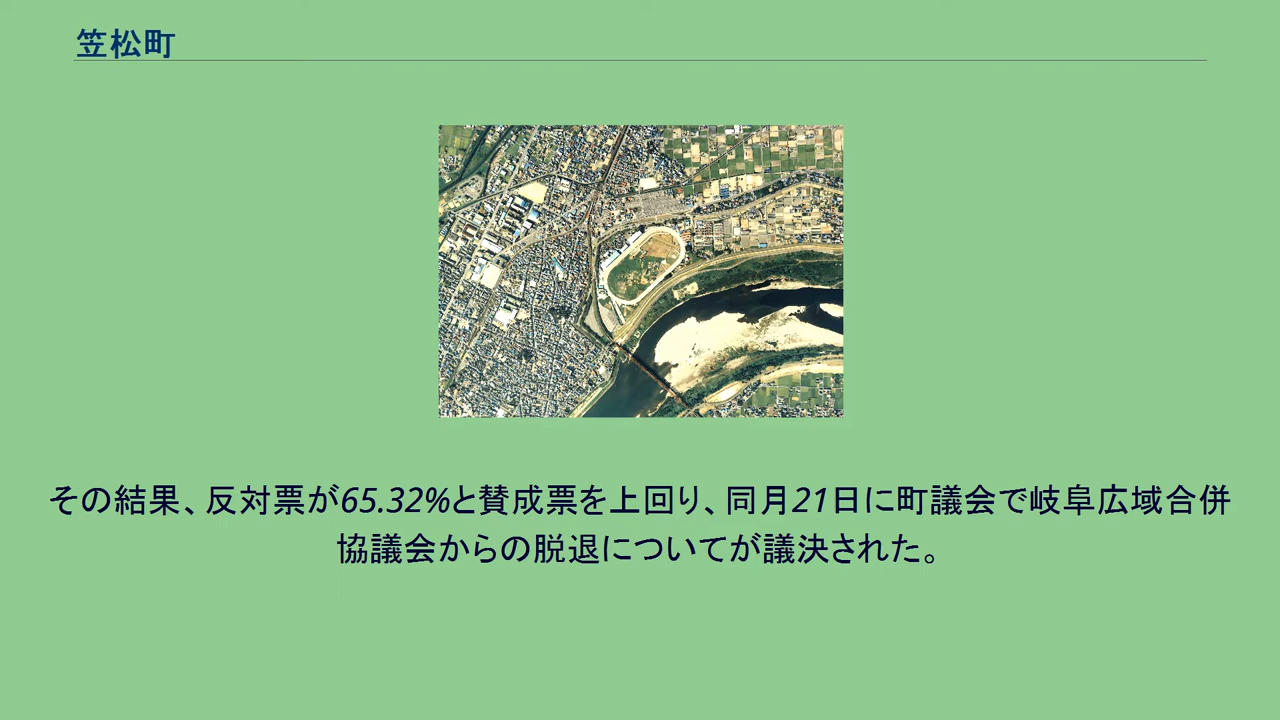 笠松町
その結果、反対票が65.32%と賛成票を上回り、同月21日に町議会で岐阜広域合併
協議会からの脱退についてが議決された。